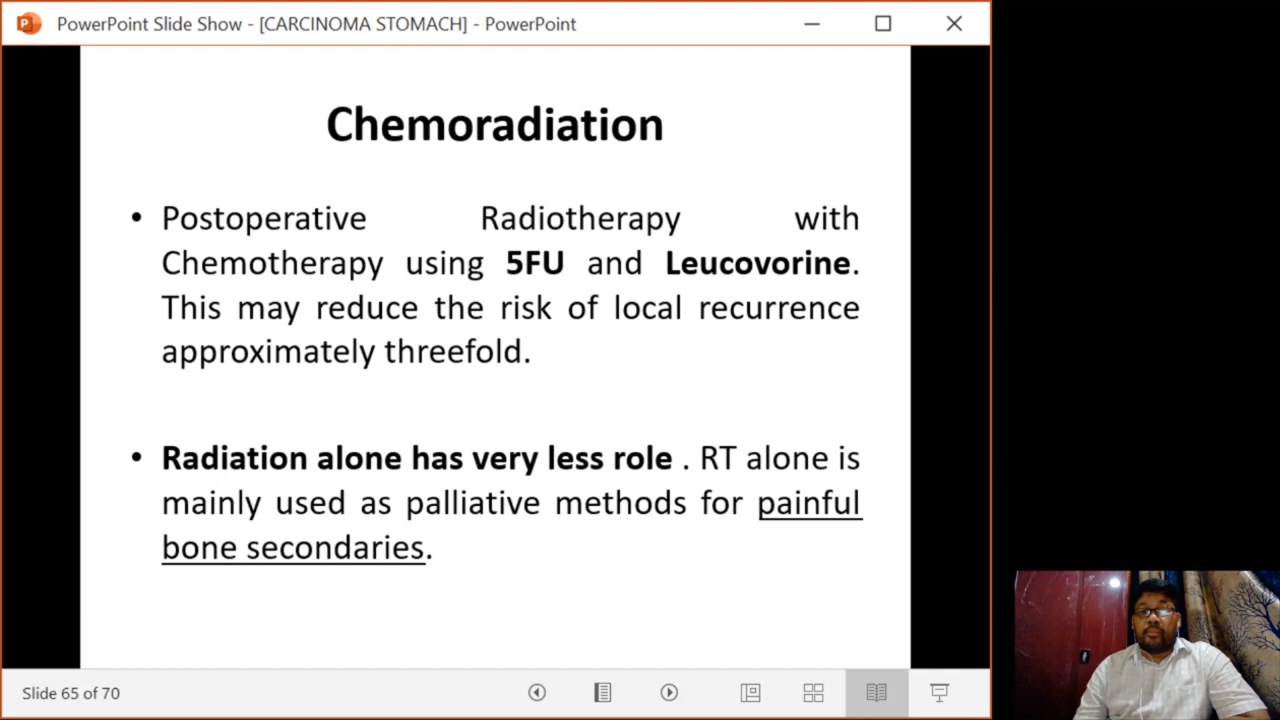 PowerPoint Slide Show - [CARCINOMA STOMACH] - PowerPoint
Chemoradiation
• Postoperative Radiotherapy with
Chemotherapy using 5FU and Leucovorine.
This may reduce the risk of local recurrence
approximately threefold.
• Radiation alone has very less role . RT alone is
mainly used as palliative methods for painful
bone secondaries.
Slide 65 of 70